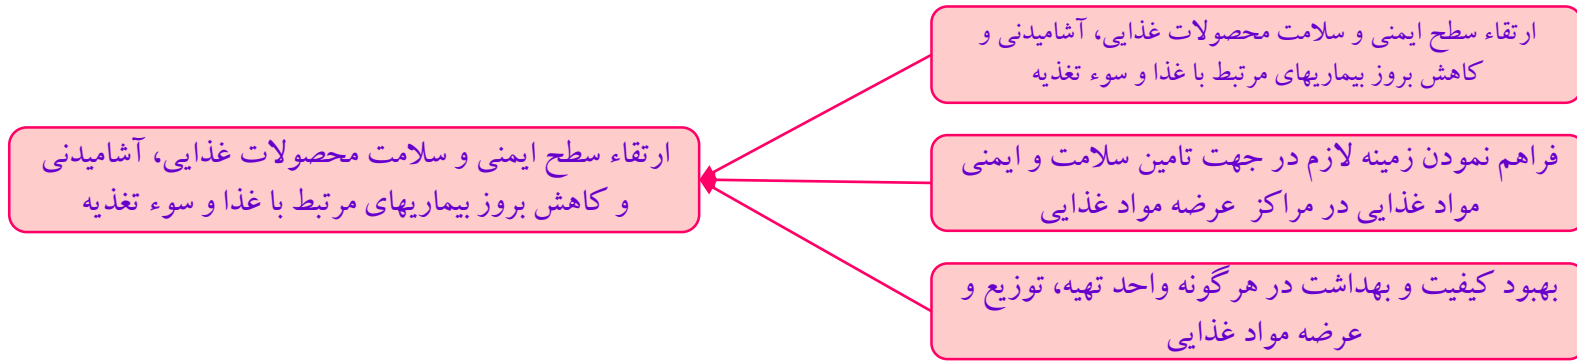 ارتقاء سطح ایمنی و سلامت محصولات غذایی، آشامیدنی و
کاهش بروز بیماریهای مرتبط با غذا و سوء تغذیه
فراهم نمودن زمینه لازم در جهت تامین سلامت و ایمنی
مواد غذایی در مراکز عرضه مواد غذایی
بهبود کیفیت و بهداشت در هرگونه واحد تهیه، توزیع و
عرضه مواد غذایی
ارتقاء سطح ایمنی و سلامت محصولات غذایی، آشامیدنی
و کاهش بروز بیماریهای مرتبط با غذا و سوء تغذیه